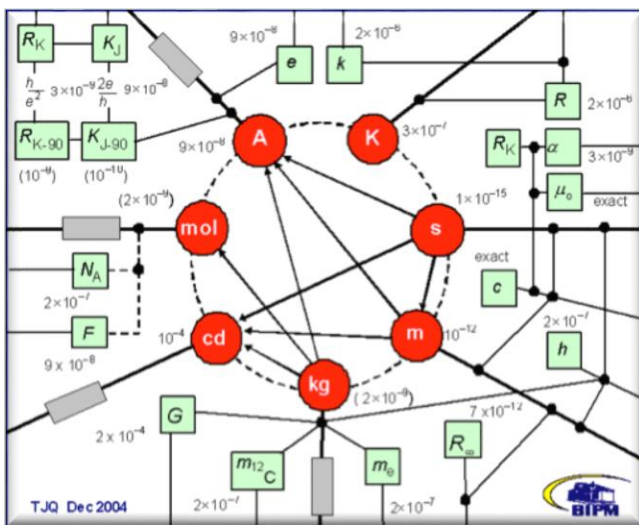 R_K K_J 9×10⁻⁸ e 2×10⁻⁶ k
h/e² 3×10⁻⁹ 2e/h 9×10⁻⁸
R 2×10⁻⁶
R_K-90 K_J-90
(10⁻⁹) (10⁻¹⁰)
A 9×10⁻⁸
K 3×10⁻⁷
R_K α 3×10⁻⁹
μ₀ exact
(2×10⁻⁹)
mol
s 1×10⁻¹⁵
N_A
2×10⁻⁷
exact
c
F
9 x 10⁻⁸
10⁻⁴ cd
m 10⁻¹²
2×10⁻⁷
h
kg (2×10⁻⁹)
2 x 10⁻⁴
G
7 x10⁻¹²
R∞
m₁₂C
mₑ
2×10⁻⁷
2×10⁻⁷
TJQ Dec 2004
BIPM